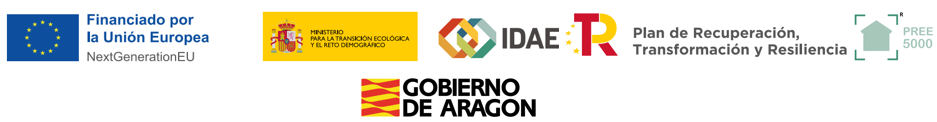 Financiado por
la Unión Europea
NextGenerationEU
MINISTERIO
PARA LA TRANSICIÓN ECOLÓGICA
Y EL RETO DEMOGRÁFICO
IDAE
TR
Plan de Recuperación,
Transformación y Resiliencia
R
PREE
5000
GOBIERNO
DE ARAGON